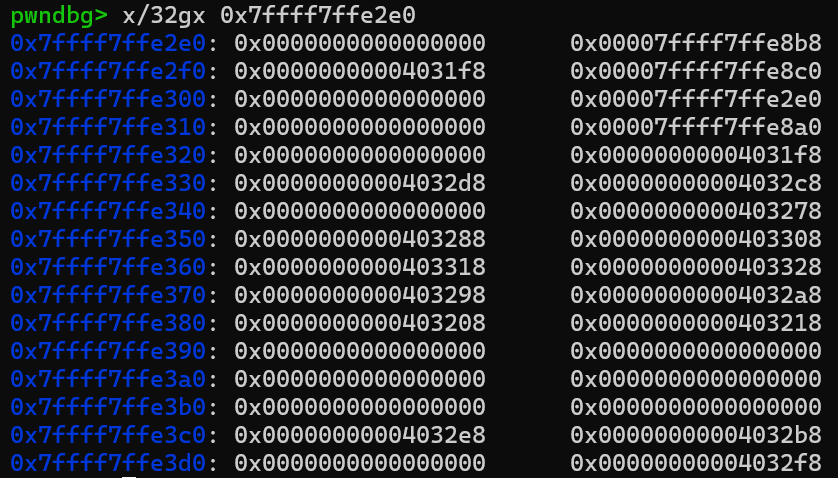 pwndbg> x/32gx 0x7ffff7ffe2e0
0x7ffff7ffe2e0: 0x0000000000000000 0x00007ffff7ffe8b8
0x7ffff7ffe2f0: 0x00000000004031f8 0x00007ffff7ffe8c0
0x7ffff7ffe300: 0x0000000000000000 0x00007ffff7ffe2e0
0x7ffff7ffe310: 0x0000000000000000 0x00007ffff7ffe8a0
0x7ffff7ffe320: 0x0000000000000000 0x00000000004031f8
0x7ffff7ffe330: 0x00000000004032d8 0x00000000004032c8
0x7ffff7ffe340: 0x0000000000000000 0x0000000000403278
0x7ffff7ffe350: 0x0000000000403288 0x0000000000403308
0x7ffff7ffe360: 0x0000000000403318 0x0000000000403328
0x7ffff7ffe370: 0x0000000000403298 0x00000000004032a8
0x7ffff7ffe380: 0x0000000000403208 0x0000000000403218
0x7ffff7ffe390: 0x0000000000000000 0x0000000000000000
0x7ffff7ffe3a0: 0x0000000000000000 0x0000000000000000
0x7ffff7ffe3b0: 0x0000000000000000 0x0000000000000000
0x7ffff7ffe3c0: 0x00000000004032e8 0x00000000004032b8
0x7ffff7ffe3d0: 0x0000000000000000 0x00000000004032f8